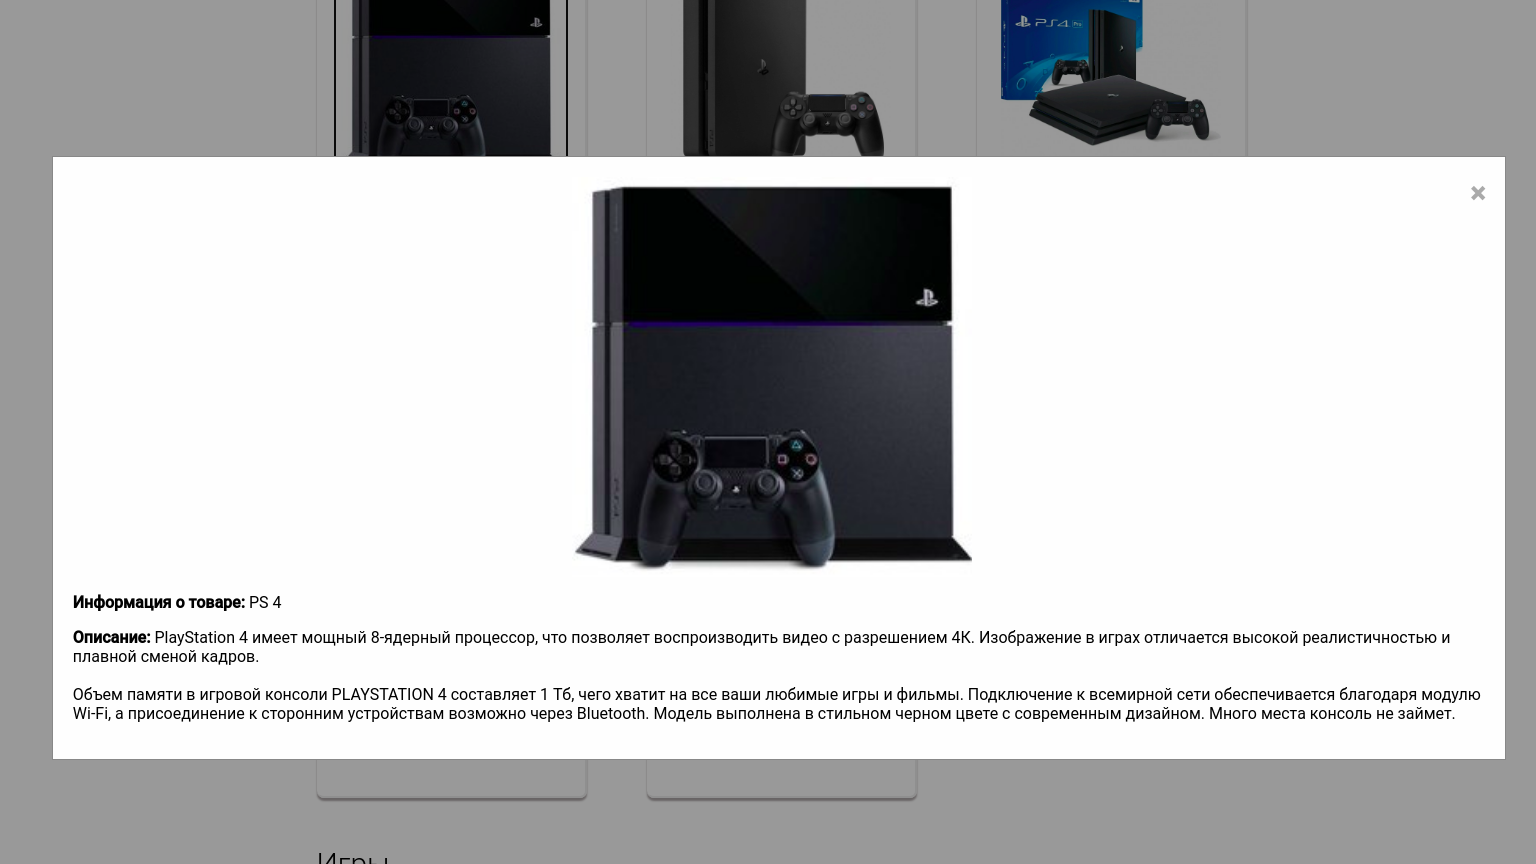 PS4 Pro
×
Информация о товаре: PS 4
Описание: PlayStation 4 имеет мощный 8-ядерный процессор, что позволяет воспроизводить видео с разрешением 4К. Изображение в играх отличается высокой реалистичностью и
плавной сменой кадров.
Объем памяти в игровой консоли PLAYSTATION 4 составляет 1 Тб, чего хватит на все ваши любимые игры и фильмы. Подключение к всемирной сети обеспечивается благодаря модулю
Wi-Fi, а присоединение к сторонним устройствам возможно через Bluetooth. Модель выполнена в стильном черном цвете с современным дизайном. Много места консоль не займет.
Игры